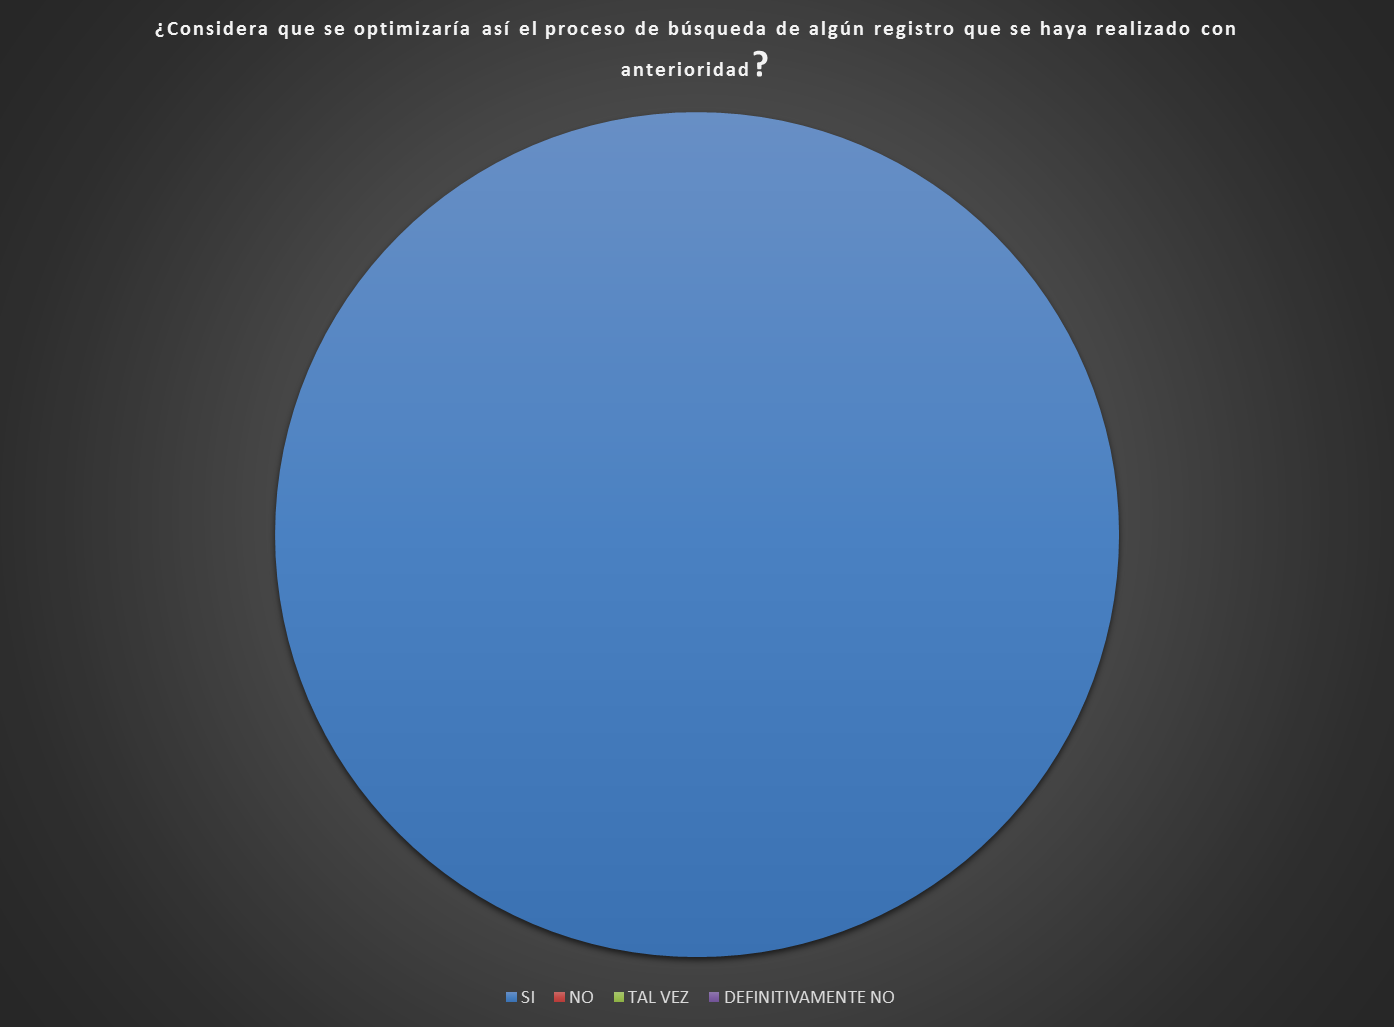 ¿Considera que se optimizaría así el proceso de búsqueda de algún registro que se haya realizado con
anterioridad?
SI NO TAL VEZ DEFINITIVAMENTE NO